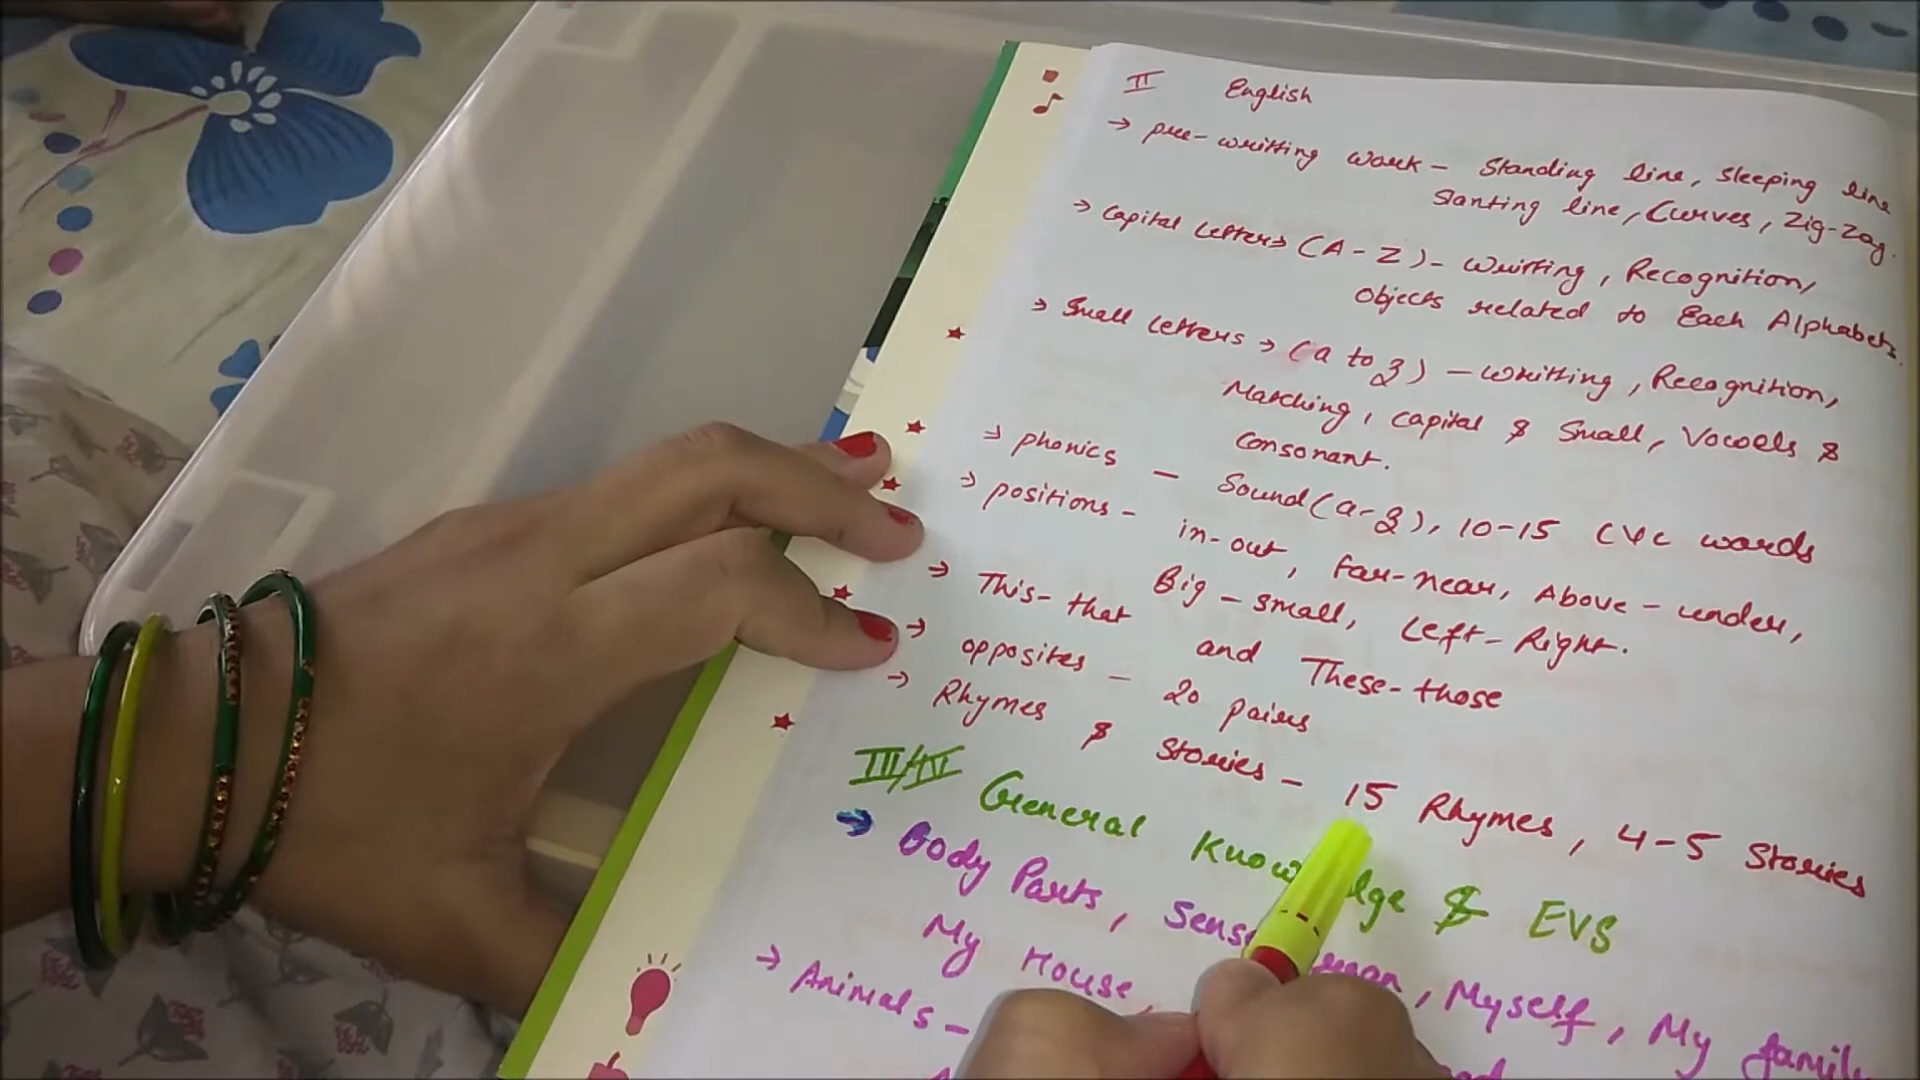 II English
→ pre-writting work - Standing line, Sleeping line
Slanting line, Curves, Zig-Zag.
→ Capital Letters (A-Z) - writting, Recognition,
Objects related to Each Alphabets.
→ Small letters → (a to z) - writting, Recognition,
Matching, capital & Small, Vowels &
Consonant.
→ phonics - Sound (a-z), 10-15 CVC words
→ positions - in-out, far-near, Above-under,
Big-small, Left-Right.
→ This-that and These-those
→ opposites - 20 pairs
→ Rhymes & Stories - 15 Rhymes, 4-5 Stories
III/IV General Knowledge & EVS
→ Body Parts, Sense, Myself, My family
My House,
→ Animals -